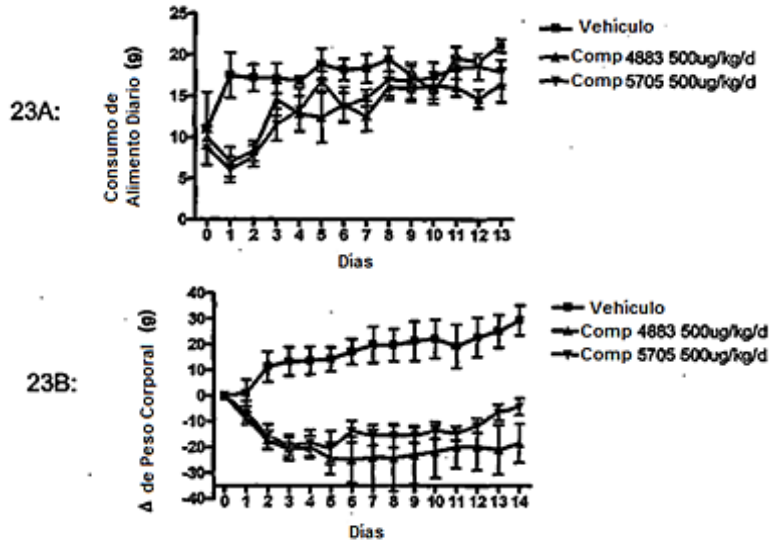 23A:
Consumo de
Alimento Diario (g)
25
20
15
10
5
0
0 1 2 3 4 5 6 7 8 9 10 11 12 13
Días
Vehiculo
Comp 4883 500ug/kg/d
Comp 5705 500ug/kg/d
23B:
Δ de Peso Corporal (g)
40
30
20
10
0
-10
-20
-30
-40
0 1 2 3 4 5 6 7 8 9 10 11 12 13 14
Días
Vehiculo
Comp 4883 500ug/kg/d
Comp 5705 500ug/kg/d